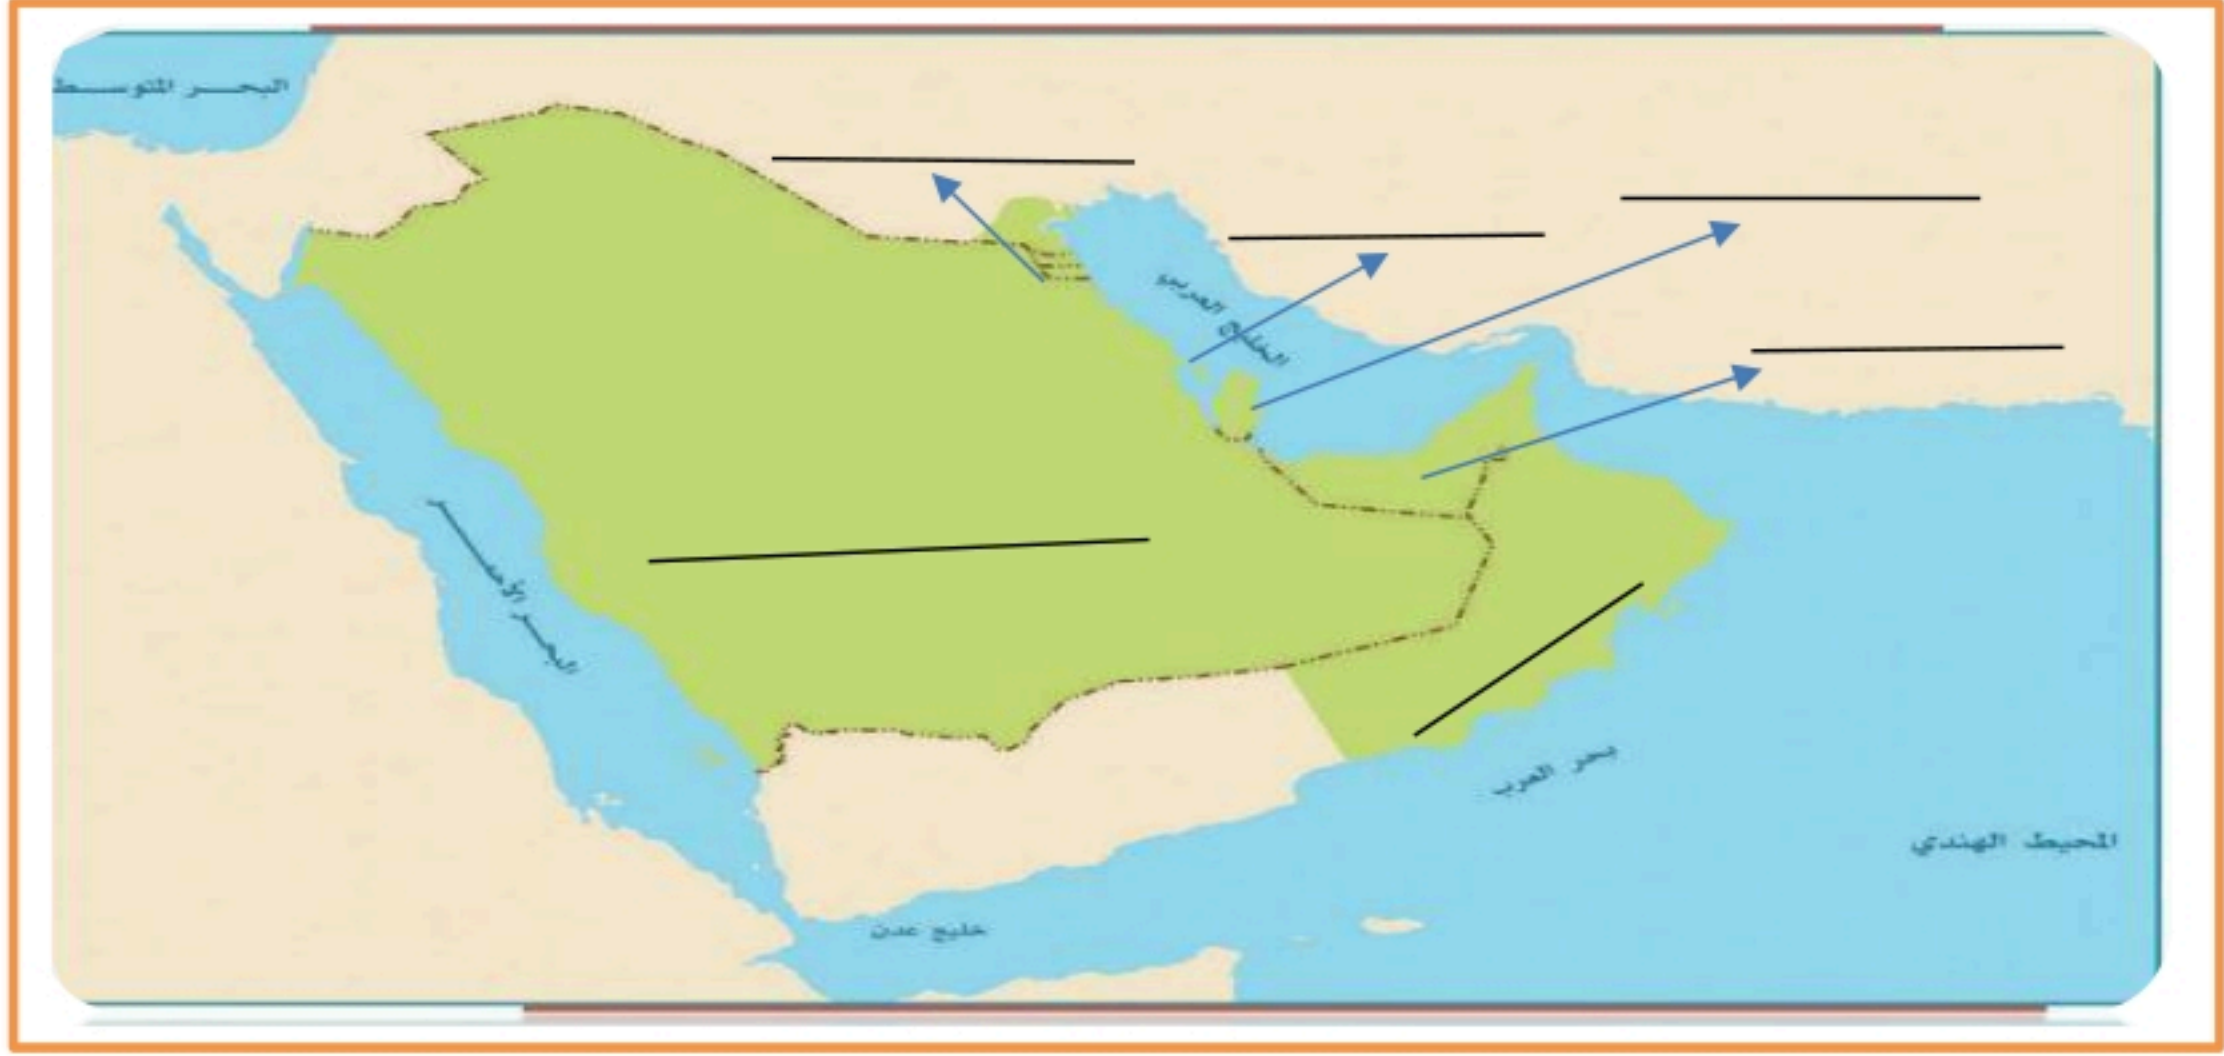 البحر المتوسط
الخليج العربي
البحر الأحمر
بحر العرب
المحيط الهندي
خليج عدن